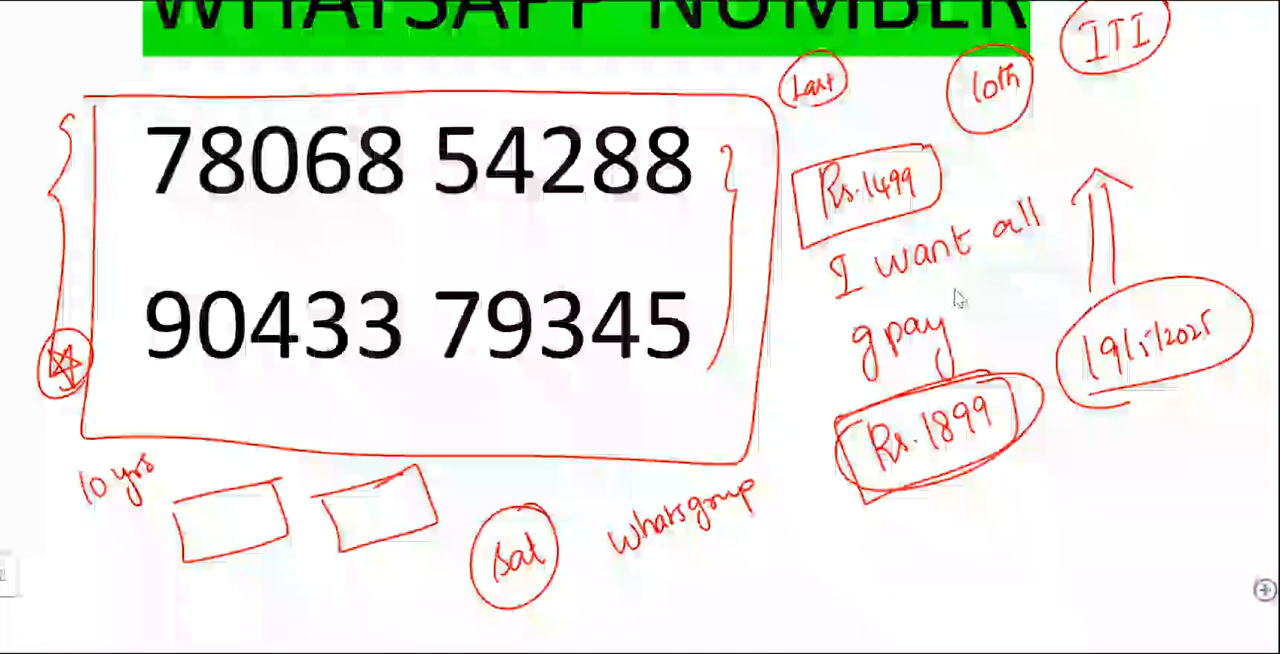 WHATSAPP NUMBER
ITI
Last
10th
78068 54288
Rs.1499
I want all
90433 79345
gpay
19/5/2025
Rs.1899
10 yrs
Sat
Whatsgroup